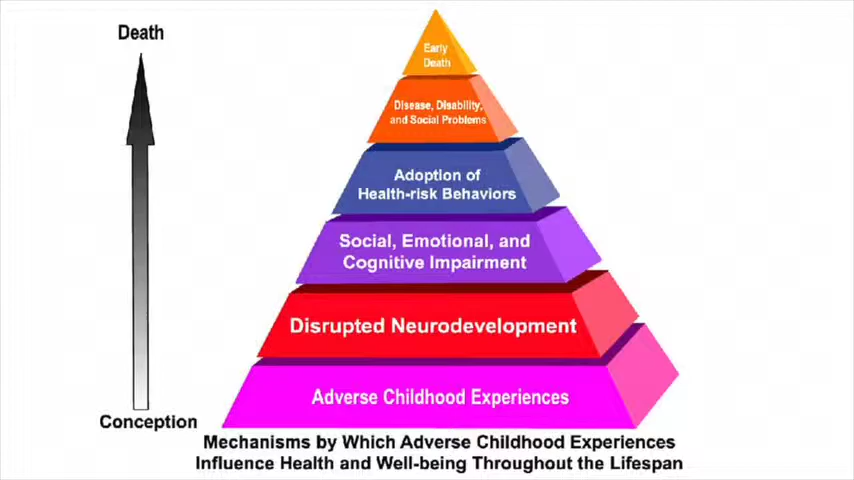 Death
Early
Death
Disease, Disability,
and Social Problems
Adoption of
Health-risk Behaviors
Social, Emotional, and
Cognitive Impairment
Disrupted Neurodevelopment
Adverse Childhood Experiences
Conception
Mechanisms by Which Adverse Childhood Experiences
Influence Health and Well-being Throughout the Lifespan